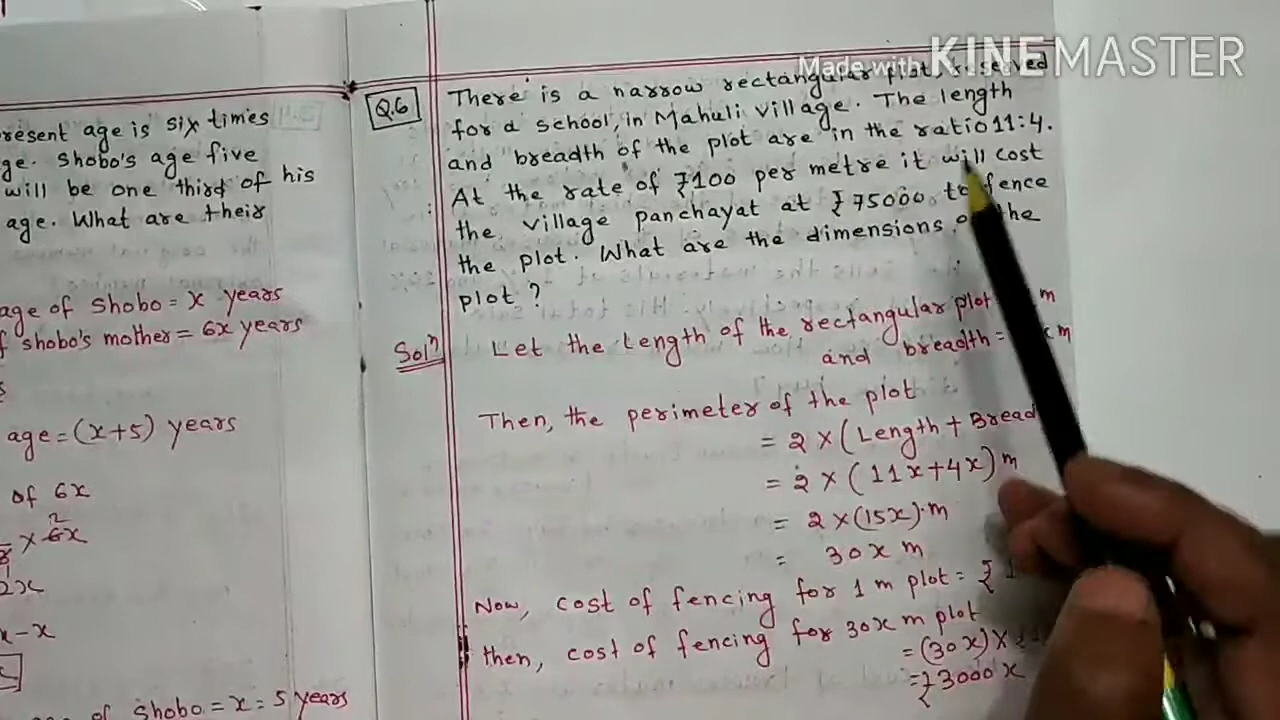 Made with KINEMASTER
resent age is six times
ge. Shobo's age five
will be one third of his
age. What are their
age of Shobo = x years
f Shobo's mother = 6x years
age = (x+5) years
of 6x
2
x 6x
2x
x - x
of Shobo = x = 5 years
Q.6
There is a narrow rectangular plot, reserved
for a school, in Mahuli village. The length
and breadth of the plot are in the ratio 11:4.
At the rate of ₹100 per metre it will cost
the village panchayat at ₹75000 to fence
the plot. What are the dimensions of the
plot ?
Solⁿ
Let the length of the rectangular plot m
and breadth = xm
Then, the perimeter of the plot
= 2 × (Length + Bread
= 2 × (11x+4x) m
= 2 × (15x).m
= 30x m
Now, cost of fencing for 1 m plot = ₹ 1
then, cost of fencing for 30x m plot
= (30x) × ₹
= ₹3000x